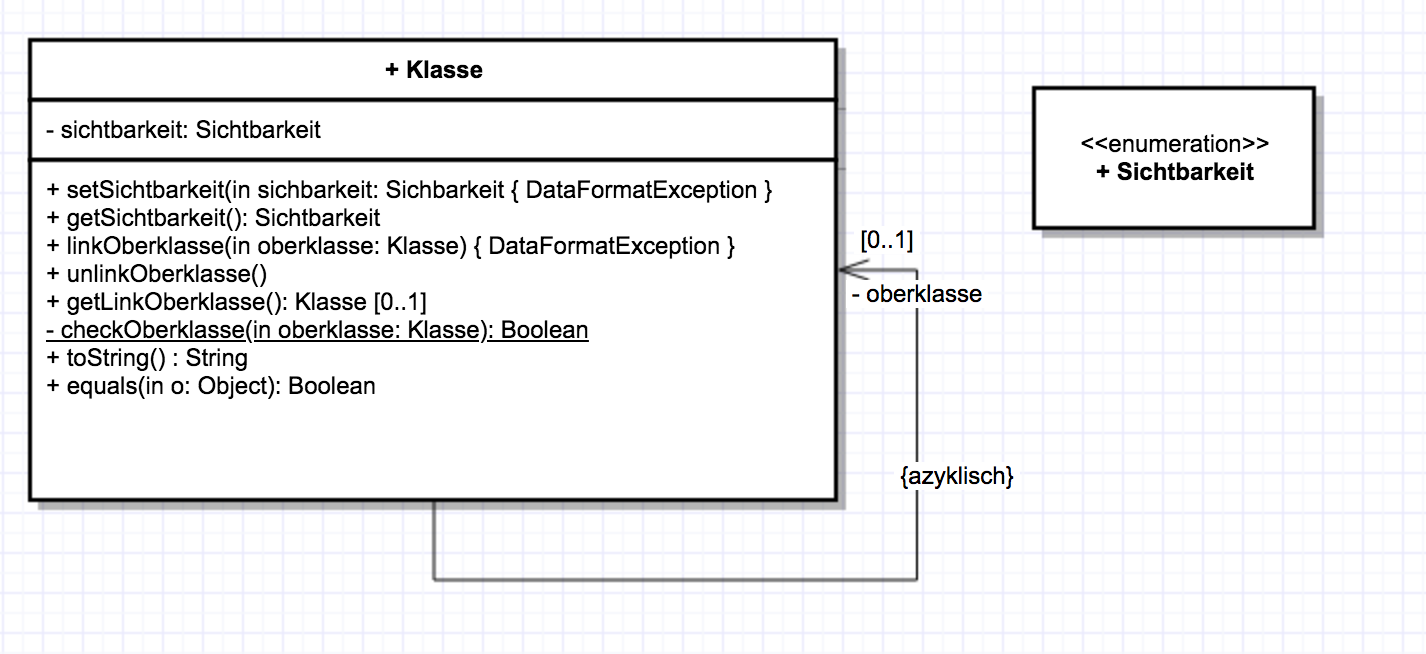 + Klasse
- sichtbarkeit: Sichtbarkeit
+ setSichtbarkeit(in sichbarkeit: Sichbarkeit { DataFormatException }
+ getSichtbarkeit(): Sichtbarkeit
+ linkOberklasse(in oberklasse: Klasse) { DataFormatException }
+ unlinkOberklasse()
+ getLinkOberklasse(): Klasse [0..1]
- checkOberklasse(in oberklasse: Klasse): Boolean
+ toString() : String
+ equals(in o: Object): Boolean
[0..1]
- oberklasse
{azyklisch}
<<enumeration>>
+ Sichtbarkeit